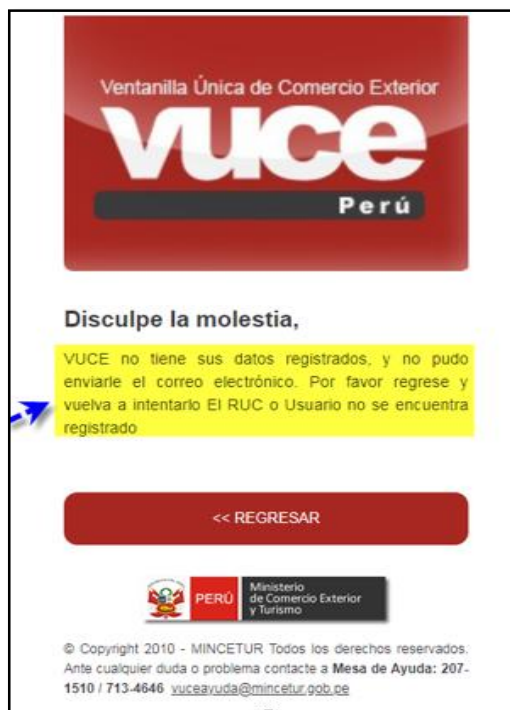 Ventanilla Única de Comercio Exterior
vuce
Perú
Disculpe la molestia,
VUCE no tiene sus datos registrados, y no pudo
enviarle el correo electrónico. Por favor regrese y
vuelva a intentarlo El RUC o Usuario no se encuentra
registrado
<< REGRESAR
PERÚ
Ministerio
de Comercio Exterior
y Turismo
© Copyright 2010 - MINCETUR Todos los derechos reservados.
Ante cualquier duda o problema contacte a Mesa de Ayuda: 207-
1510 / 713-4646 vuceayuda@mincetur.gob.pe